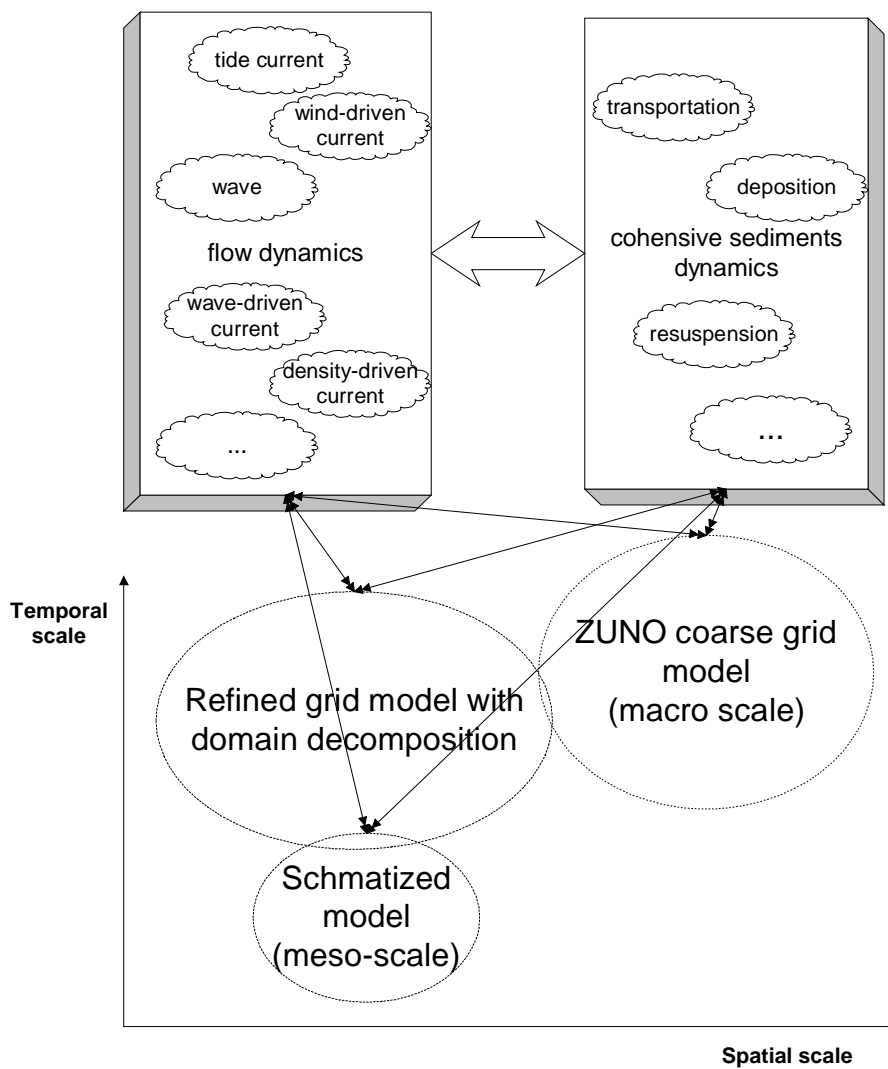 tide current
wind-driven
current
wave
flow dynamics
wave-driven
current
density-driven
current
...
transportation
deposition
cohensive sediments
dynamics
resuspension
...
Temporal
scale
ZUNO coarse grid
model
(macro scale)
Refined grid model with
domain decomposition
Schmatized
model
(meso-scale)
Spatial scale